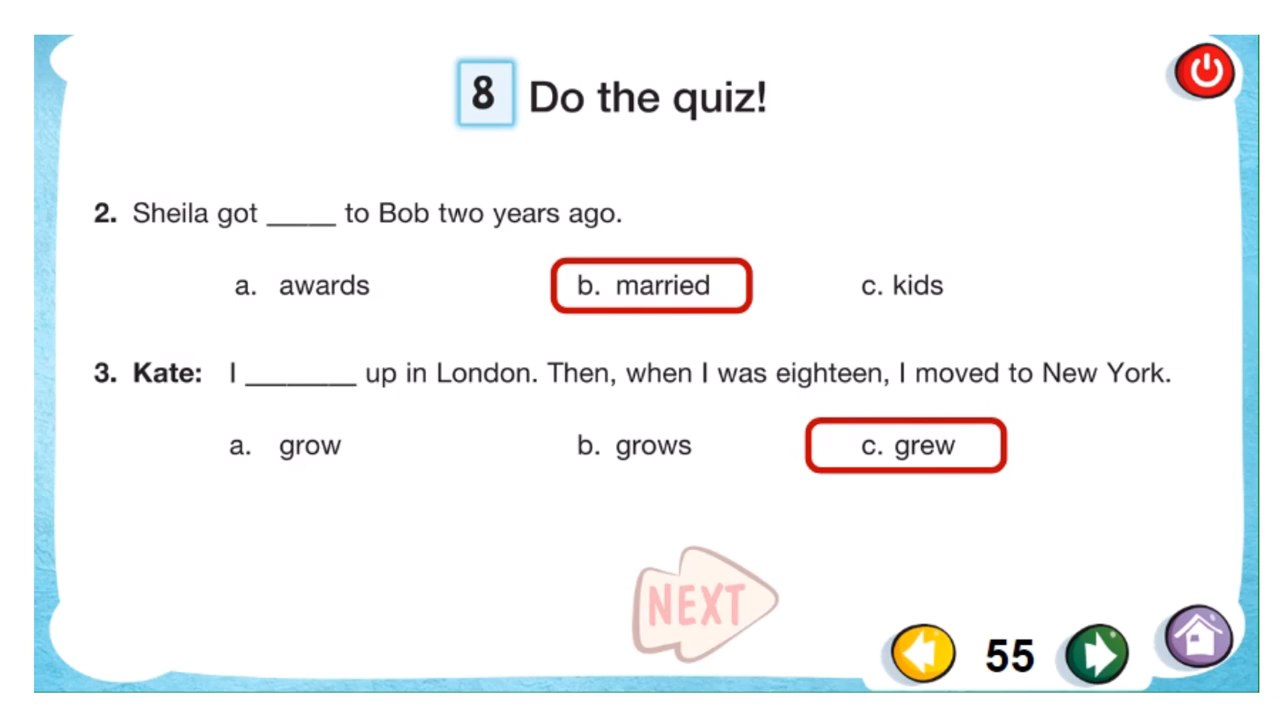 8 Do the quiz!
2. Sheila got _____ to Bob two years ago.
a. awards b. married c. kids
3. Kate: I ________ up in London. Then, when I was eighteen, I moved to New York.
a. grow b. grows c. grew
NEXT
55